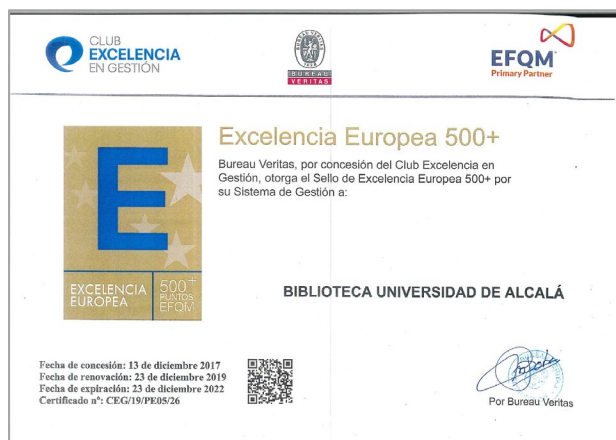 CLUB
EXCELENCIA
EN GESTIÓN
BUREAU VERITAS
BUREAU
VERITAS
EFQM
Primary Partner
Excelencia Europea 500+
Bureau Veritas, por concesión del Club Excelencia en
Gestión, otorga el Sello de Excelencia Europea 500+ por
su Sistema de Gestión a:
E
EXCELENCIA
EUROPEA
500+
PUNTOS
EFQM
BIBLIOTECA UNIVERSIDAD DE ALCALÁ
Fecha de concesión: 13 de diciembre 2017
Fecha de renovación: 23 de diciembre 2019
Fecha de expiración: 23 de diciembre 2022
Certificado nº: CEG/19/PE05/26
Por Bureau Veritas